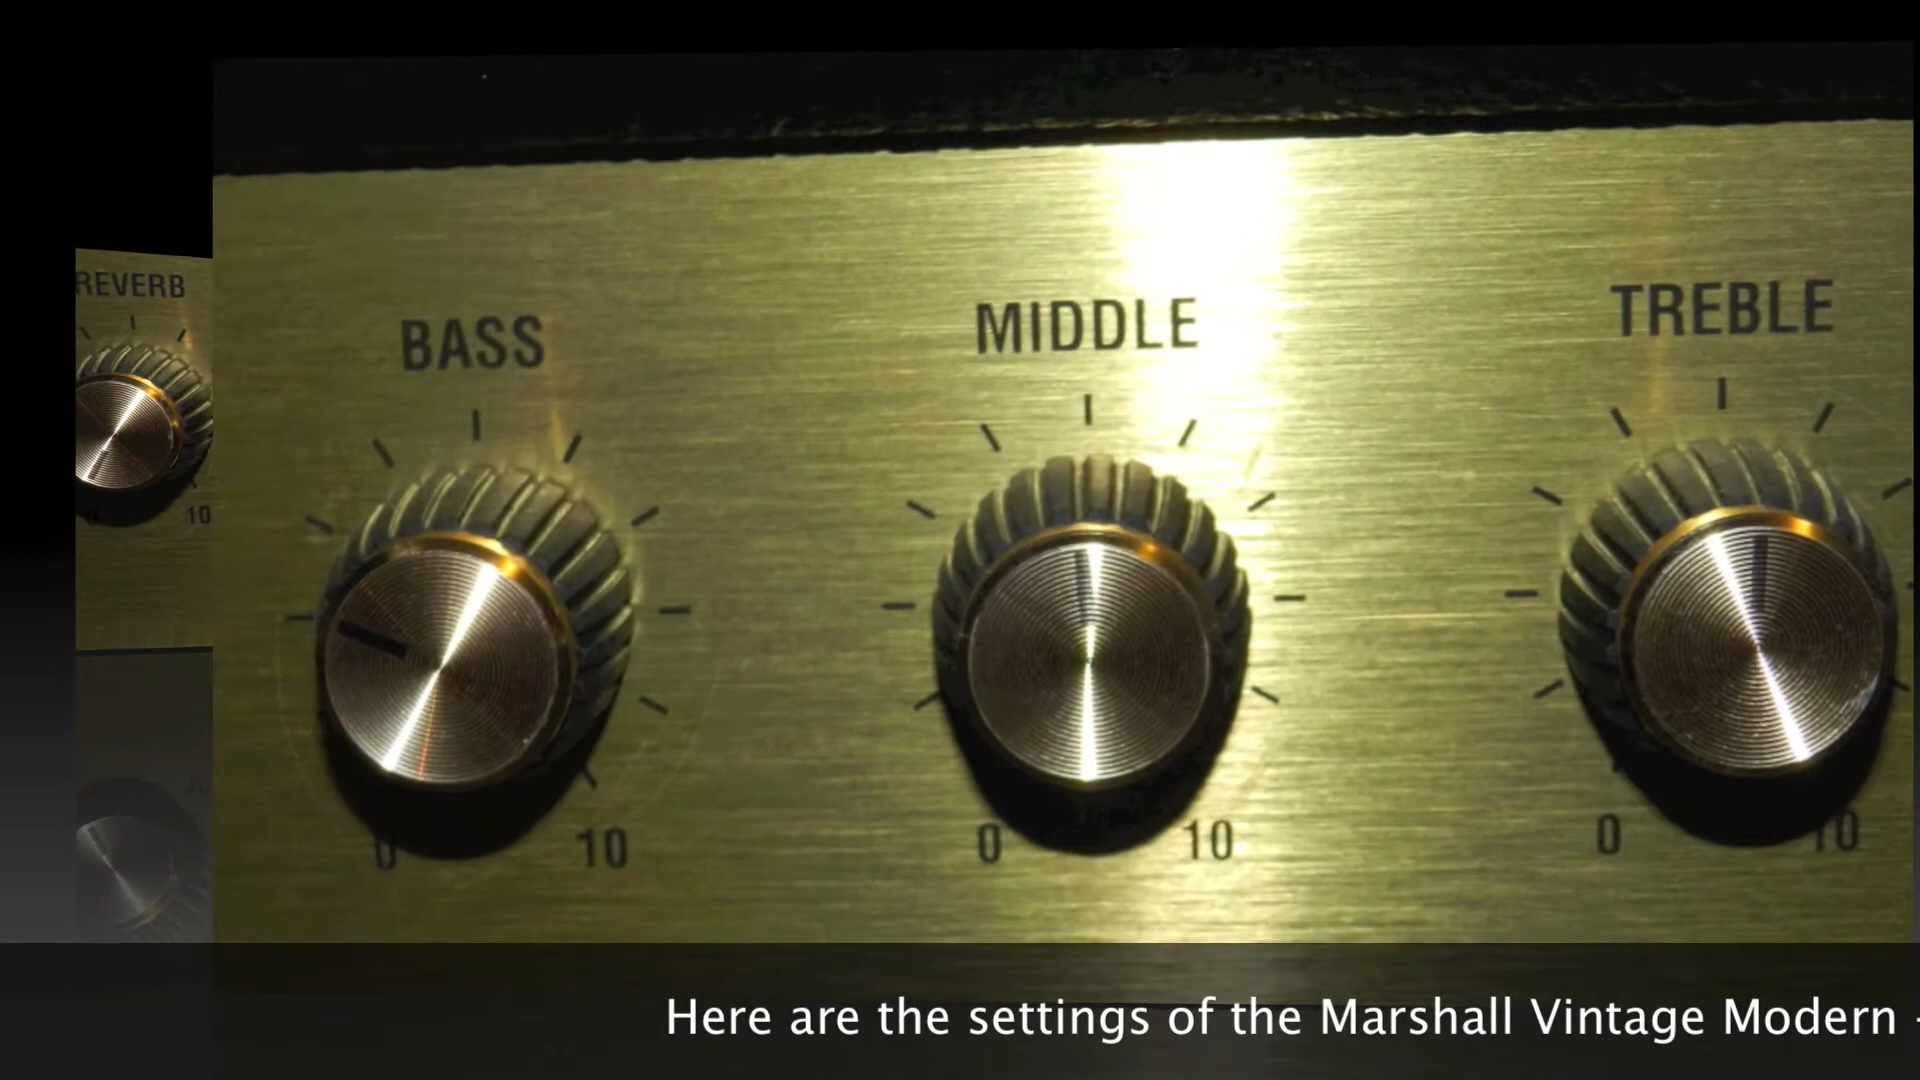 REVERB
10
BASS
MIDDLE
TREBLE
0 10
0 10
0 10
Here are the settings of the Marshall Vintage Modern -